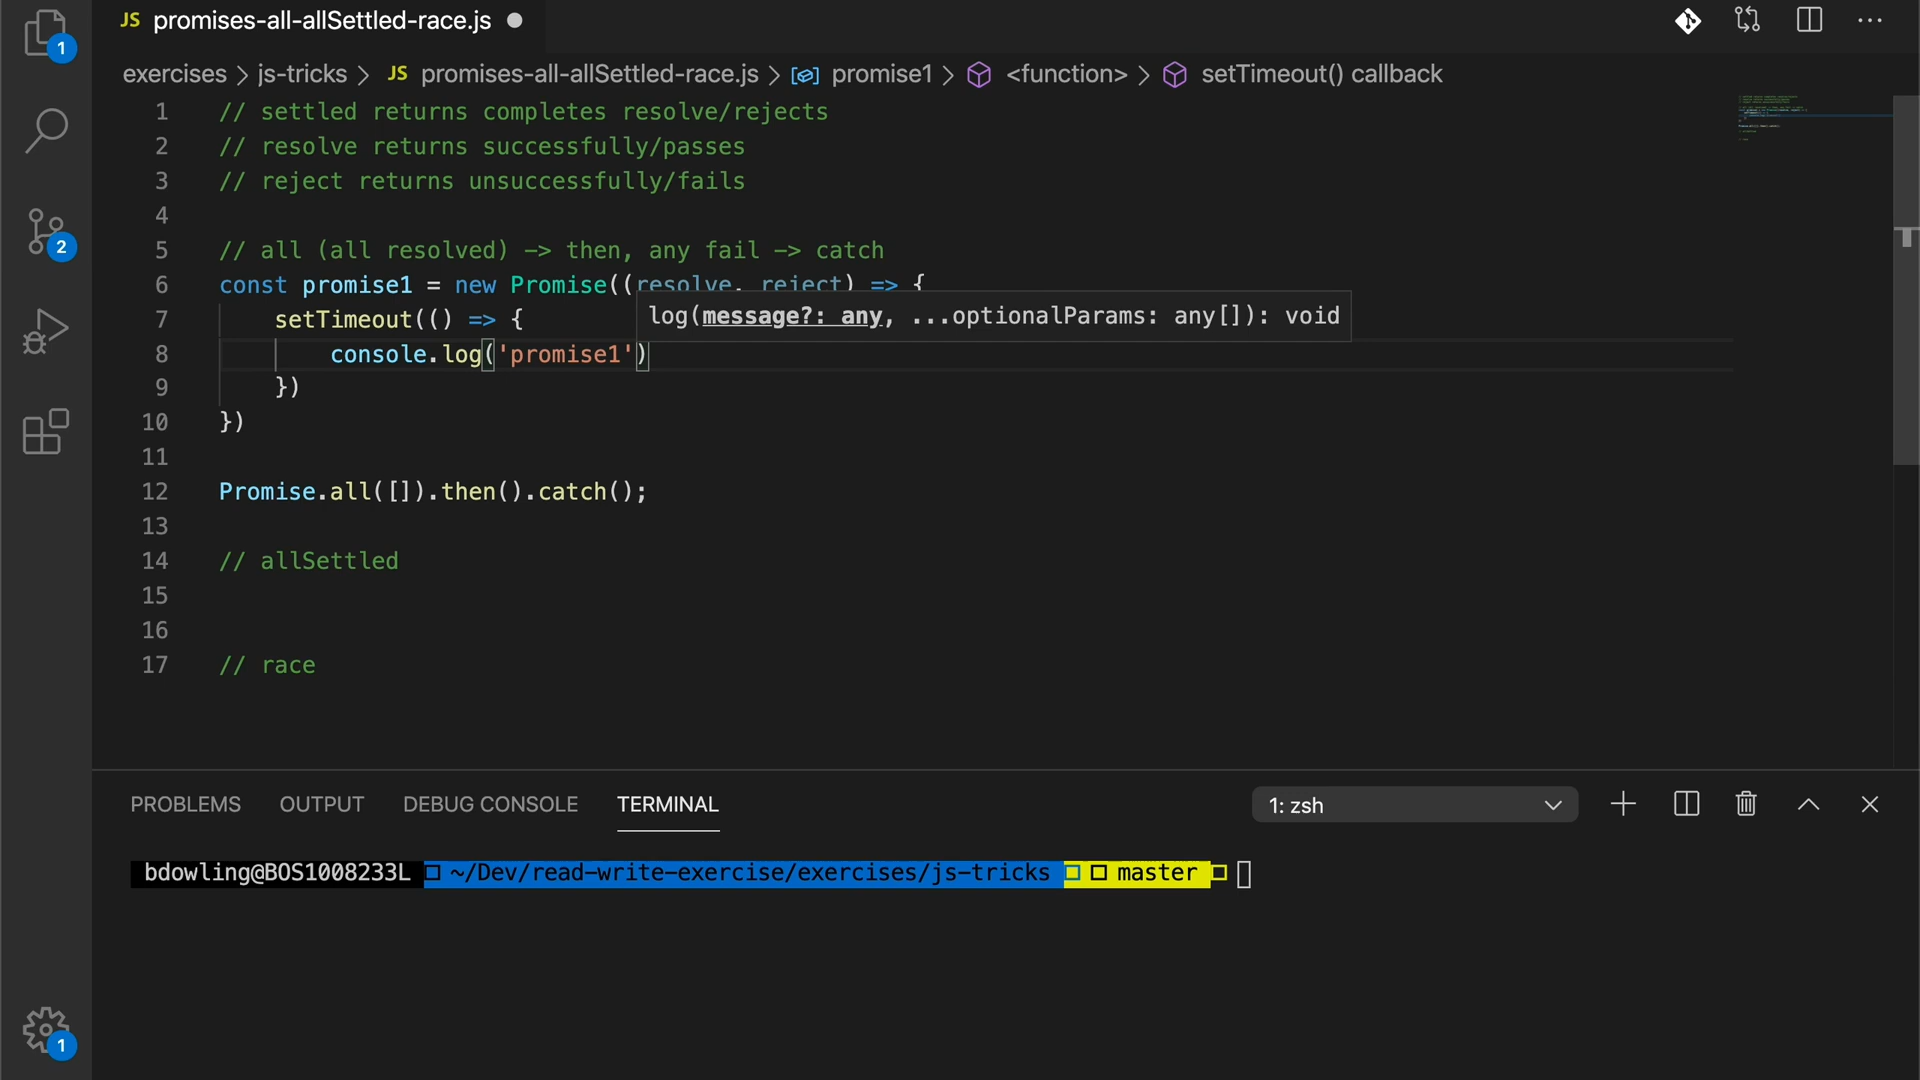 JS promises-all-allSettled-race.js
exercises > js-tricks > JS promises-all-allSettled-race.js > promise1 > <function> > setTimeout() callback
1 // settled returns completes resolve/rejects
2 // resolve returns successfully/passes
3 // reject returns unsuccessfully/fails
4
5 // all (all resolved) -> then, any fail -> catch
6 const promise1 = new Promise((resolve, reject) => {
log(message?: any, ...optionalParams: any[]): void
7 setTimeout(() => {
8 console.log('promise1')
9 })
10 })
11
12 Promise.all([]).then().catch();
13
14 // allSettled
15
16
17 // race
1
2
1
PROBLEMS OUTPUT DEBUG CONSOLE TERMINAL 1: zsh
bdowling@BOS1008233L ~/Dev/read-write-exercise/exercises/js-tricks master